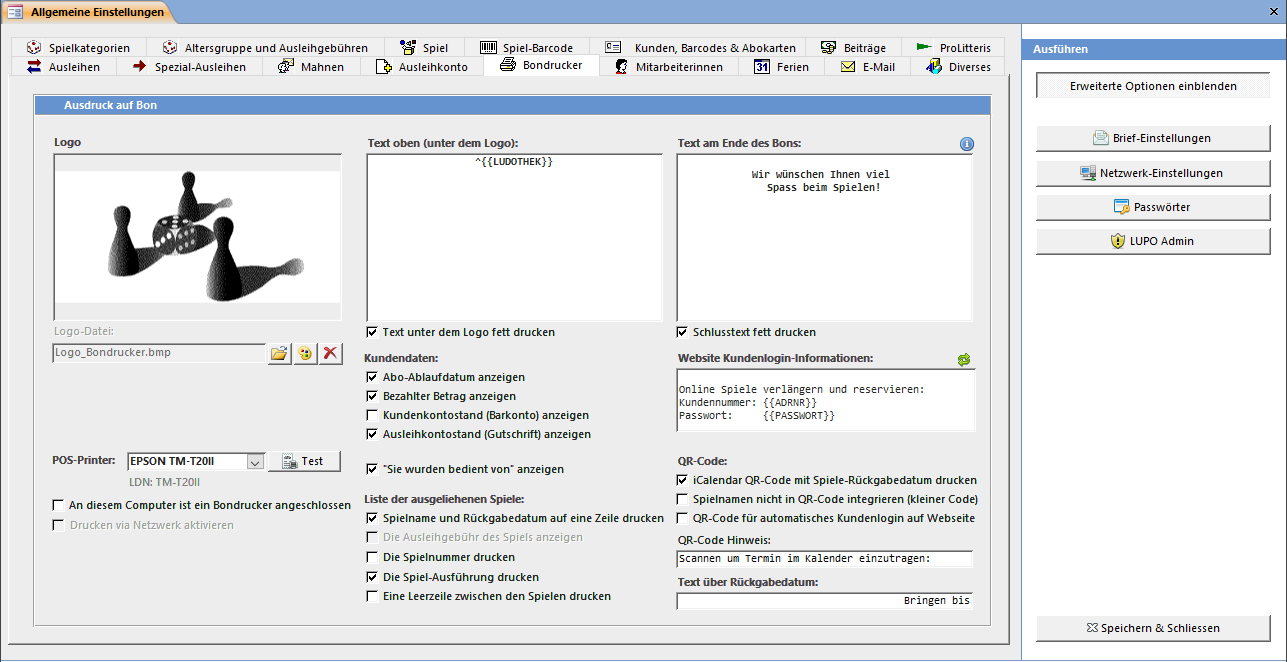 Allgemeine Einstellungen
Spielkategorien
Altersgruppe und Ausleihgebühren
Spiel
Spiel-Barcode
Kunden, Barcodes & Abokarten
Beiträge
ProLitteris
Ausleihen
Spezial-Ausleihen
Mahnen
Ausleihkonto
Bondrucker
Mitarbeiterinnen
31
Ferien
E-Mail
Diverses
Ausdruck auf Bon
Logo
Logo-Datei:
Logo_Bondrucker.bmp
POS-Printer:
EPSON TM-T20II
Test
LDN: TM-T20II
An diesem Computer ist ein Bondrucker angeschlossen
Drucken via Netzwerk aktivieren
Text oben (unter dem Logo):
^{{LUDOTHEK}}
Text unter dem Logo fett drucken
Kundendaten:
Abo-Ablaufdatum anzeigen
Bezahlter Betrag anzeigen
Kundenkontostand (Barkonto) anzeigen
Ausleihkontostand (Gutschrift) anzeigen
"Sie wurden bedient von" anzeigen
Liste der ausgeliehenen Spiele:
Spielname und Rückgabedatum auf eine Zeile drucken
Die Ausleihgebühr des Spiels anzeigen
Die Spielnummer drucken
Die Spiel-Ausführung drucken
Eine Leerzeile zwischen den Spielen drucken
Text am Ende des Bons:
Wir wünschen Ihnen viel
Spass beim Spielen!
Schlusstext fett drucken
Website Kundenlogin-Informationen:
Online Spiele verlängern und reservieren:
Kundennummer: {{ADRNR}}
Passwort: {{PASSWORT}}
QR-Code:
iCalendar QR-Code mit Spiele-Rückgabedatum drucken
Spielnamen nicht in QR-Code integrieren (kleiner Code)
QR-Code für automatisches Kundenlogin auf Webseite
QR-Code Hinweis:
Scannen um Termin im Kalender einzutragen:
Text über Rückgabedatum:
Bringen bis
Ausführen
Erweiterte Optionen einblenden
Brief-Einstellungen
Netzwerk-Einstellungen
Passwörter
LUPO Admin
Speichern & Schliessen